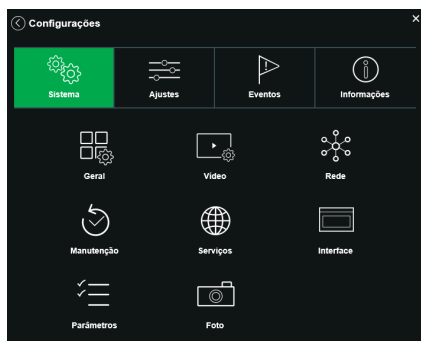 Configurações
Sistema
Ajustes
Eventos
Informações
Geral
Vídeo
Rede
Manutenção
Serviços
Interface
Parâmetros
Foto